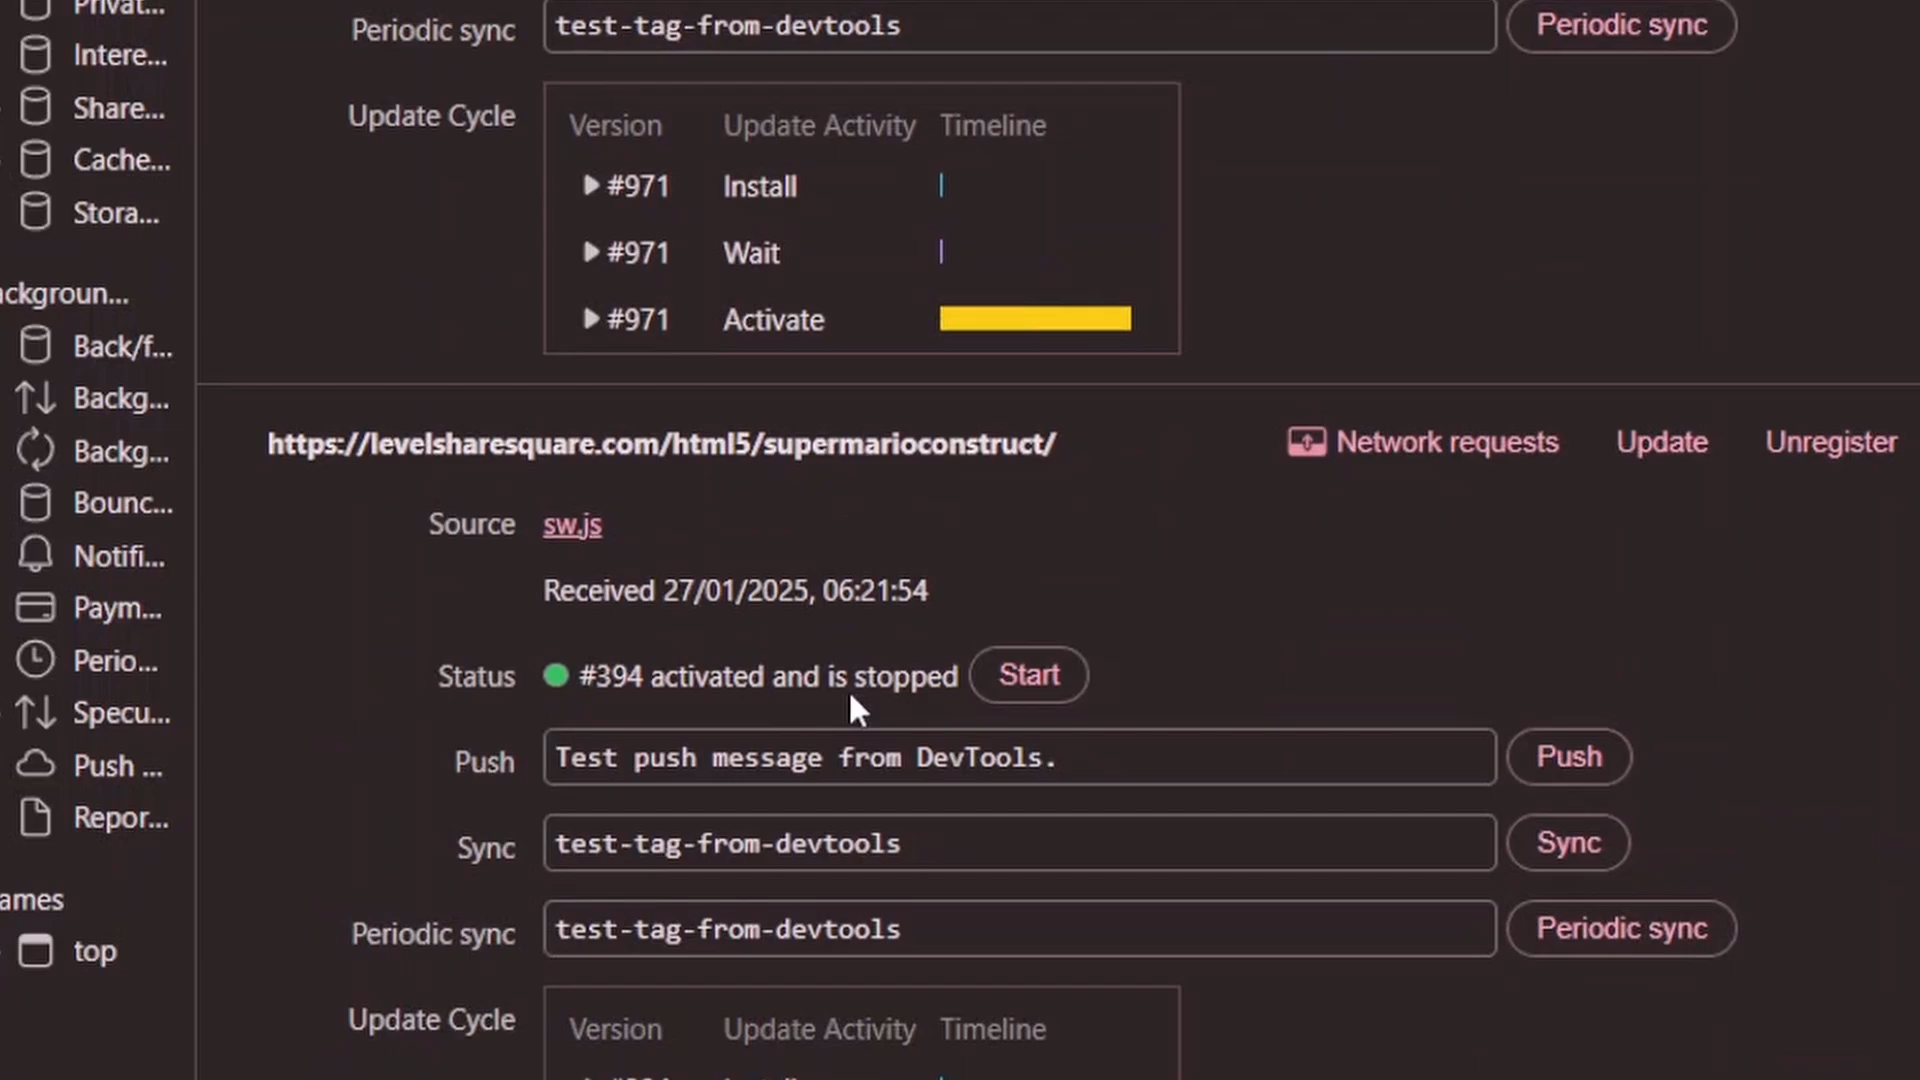 Priva...
Intere...
Share...
Cache...
Stora...
ackgroun...
Back/f...
Backg...
Backg...
Bounc...
Notifi...
Paym...
Perio...
Specu...
Push ...
Repor...
ames
top
Periodic sync test-tag-from-devtools Periodic sync
Update Cycle
Version Update Activity Timeline
#971 Install
#971 Wait
#971 Activate
https://levelsharesquare.com/html5/supermarioconstruct/ Network requests Update Unregister
Source sw.js
Received 27/01/2025, 06:21:54
Status #394 activated and is stopped Start
Push Test push message from DevTools. Push
Sync test-tag-from-devtools Sync
Periodic sync test-tag-from-devtools Periodic sync
Update Cycle
Version Update Activity Timeline